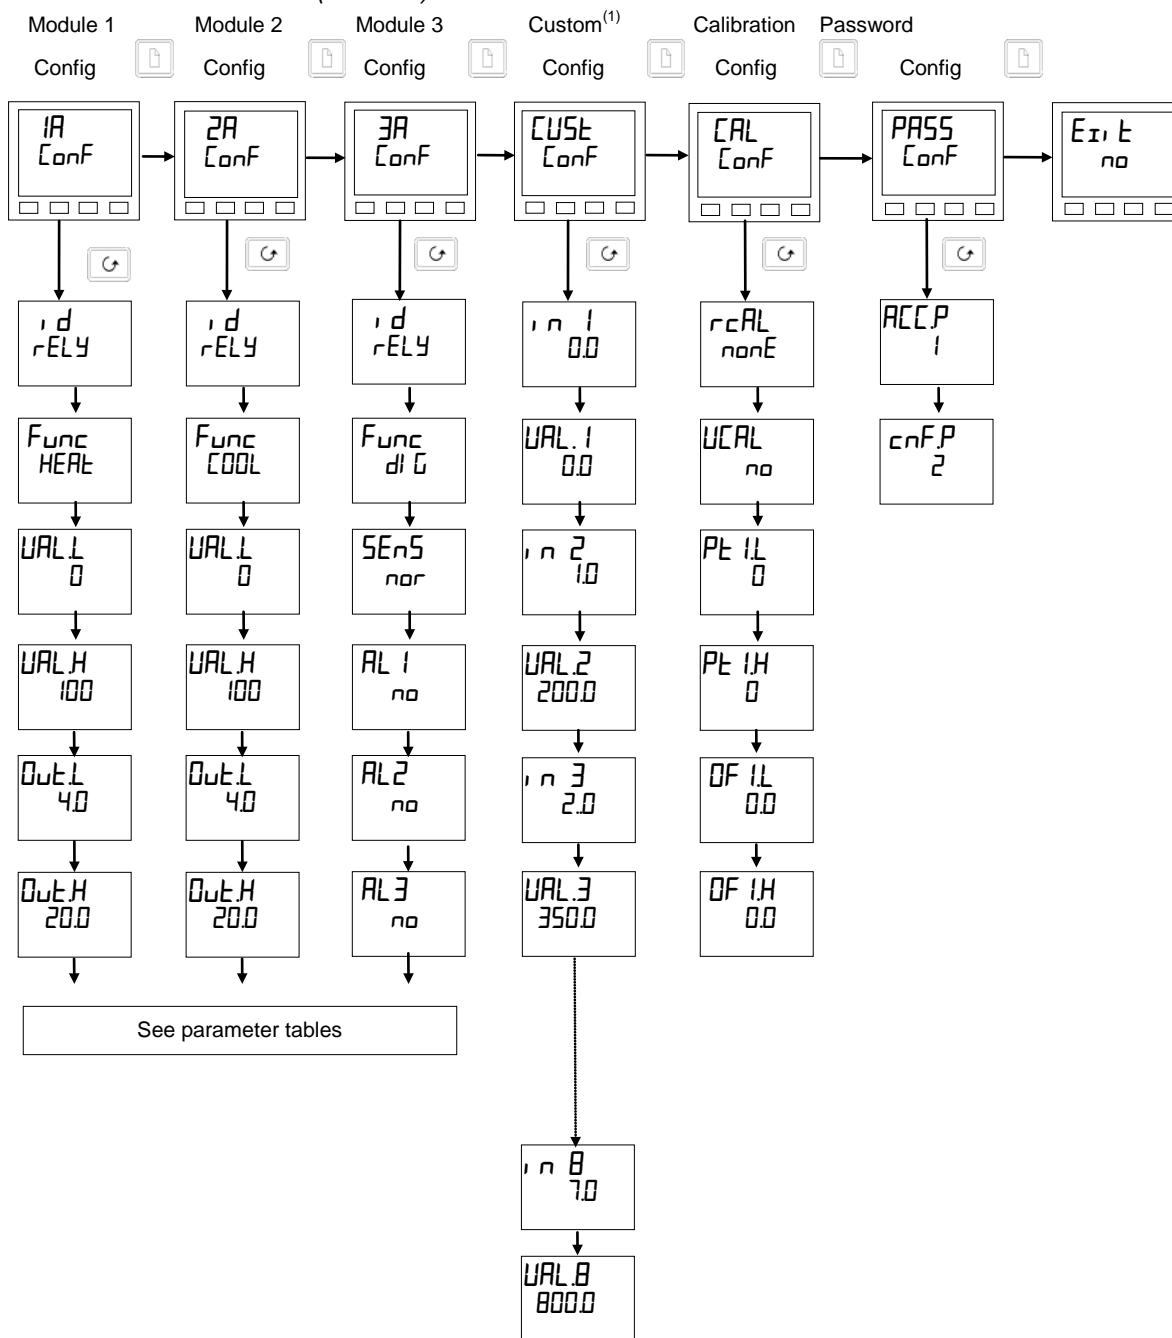 Module 1 Module 2 Module 3 Custom(1) Calibration Password
Config Config Config Config Config Config
1A
ConF
2A
ConF
3A
ConF
CUSt
ConF
CAL
ConF
PASS
ConF
Exit
no
id
rELY
Func
HEAt
VAL.L
0
VAL.H
100
Out.L
4.0
Out.H
20.0
id
rELY
Func
COOL
VAL.L
0
VAL.H
100
Out.L
4.0
Out.H
20.0
id
rELY
Func
dIG
SEnS
nor
AL 1
no
AL2
no
AL3
no
See parameter tables
in 1
0.0
VAL.1
0.0
in 2
1.0
VAL.2
200.0
in 3
2..0
VAL.3
350.0
in 8
7.0
VAL.8
800.0
rcAL
nonE
UCAL
no
Pt 1.L
0
Pt 1.H
0
OF 1.L
0.0
OF 1.H
0.0
ACC.P
1
cnF.P
2